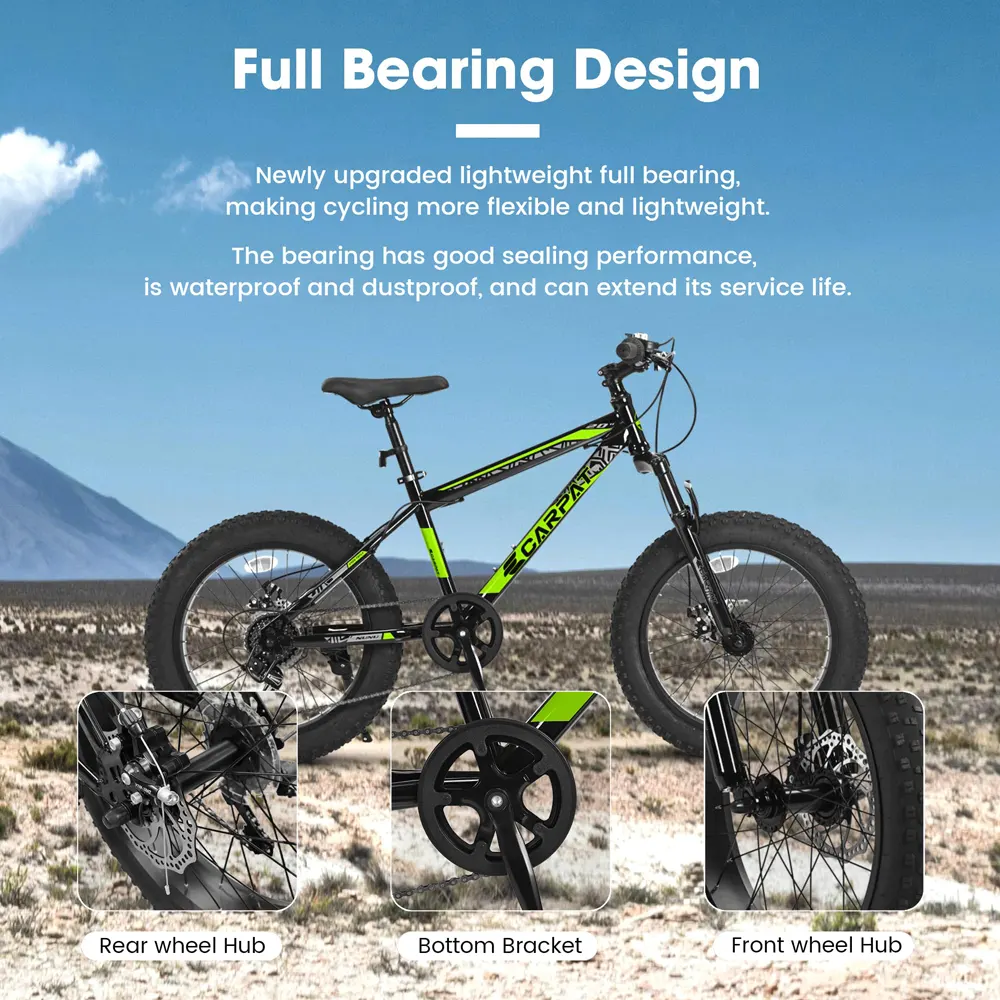 Full Bearing Design
Newly upgraded lightweight full bearing,
making cycling more flexible and lightweight.
The bearing has good sealing performance,
is waterproof and dustproof, and can extend its service life.
CARPAT
Rear wheel Hub
Bottom Bracket
Front wheel Hub